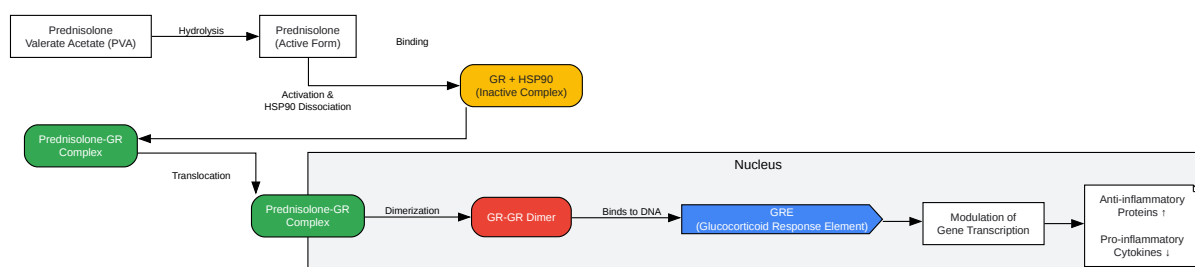 Prednisolone
Valerate Acetate (PVA)
Hydrolysis
Prednisolone
(Active Form)
Binding
GR + HSP90
(Inactive Complex)
Activation &
HSP90 Dissociation
Prednisolone-GR
Complex
Translocation
Nucleus
Prednisolone-GR
Complex
Dimerization
GR-GR Dimer
Binds to DNA
GRE
(Glucocorticoid Response Element)
Modulation of
Gene Transcription
Anti-inflammatory
Proteins ↑
Pro-inflammatory
Cytokines ↓